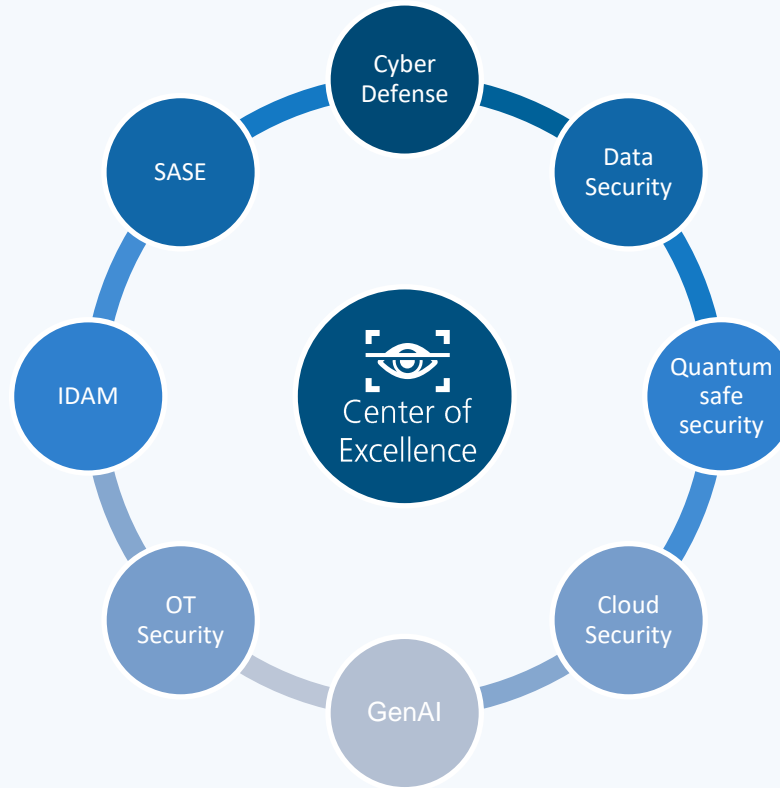 Cyber
Defense
Data
Security
Quantum
safe
security
Cloud
Security
GenAI
OT
Security
IDAM
SASE
Center of
Excellence